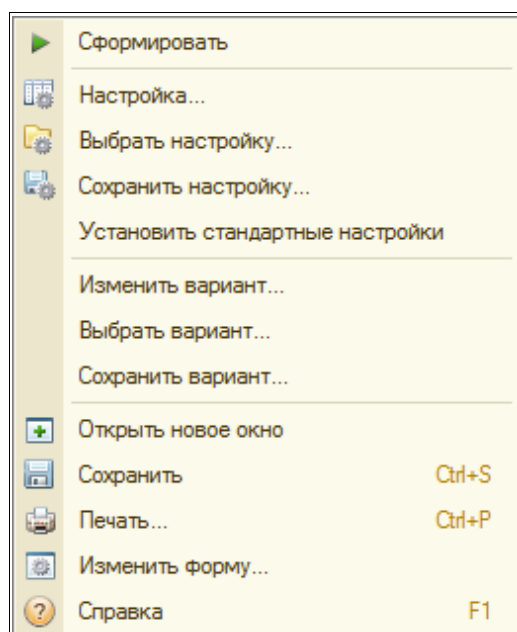 Сформировать
Настройка...
Выбрать настройку...
Сохранить настройку...
Установить стандартные настройки
Изменить вариант...
Выбрать вариант...
Сохранить вариант...
Открыть новое окно
Сохранить Ctrl+S
Печать... Ctrl+P
Изменить форму...
Справка F1